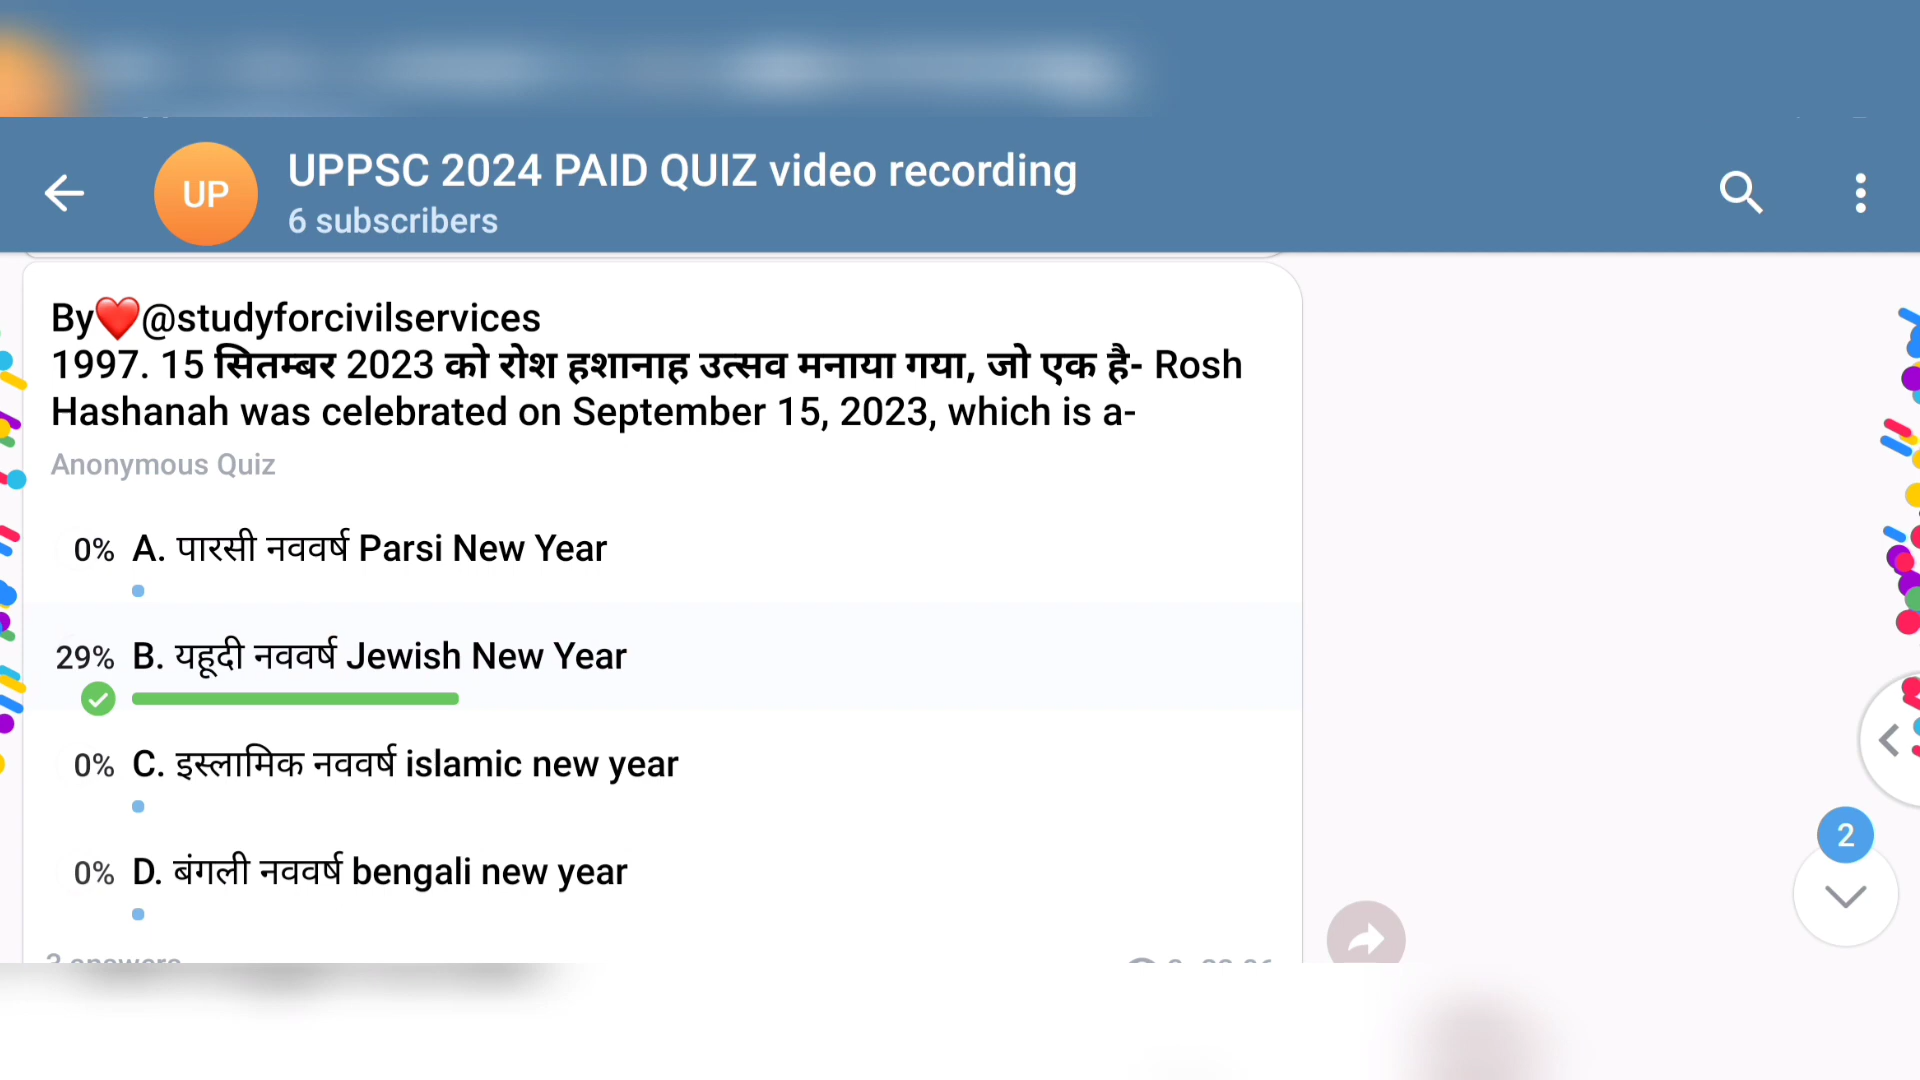 UP
UPPSC 2024 PAID QUIZ video recording
6 subscribers
By❤️@studyforcivilservices
1997. 15 सितम्बर 2023 को रोश हशानाह उत्सव मनाया गया, जो एक है- Rosh
Hashanah was celebrated on September 15, 2023, which is a-
Anonymous Quiz
0% A. पारसी नववर्ष Parsi New Year
29% B. यहूदी नववर्ष Jewish New Year
0% C. इस्लामिक नववर्ष islamic new year
0% D. बंगली नववर्ष bengali new year
2
answers